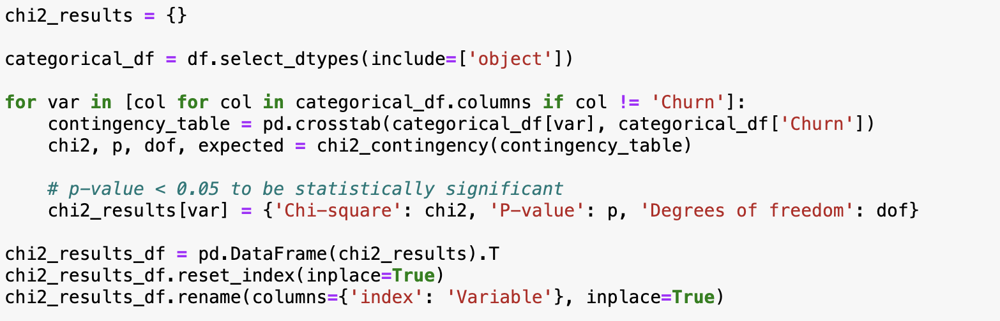 chi2_results = {}

categorical_df = df.select_dtypes(include=['object'])

for var in [col for col in categorical_df.columns if col != 'Churn']:
    contingency_table = pd.crosstab(categorical_df[var], categorical_df['Churn'])
    chi2, p, dof, expected = chi2_contingency(contingency_table)

    # p-value < 0.05 to be statistically significant
    chi2_results[var] = {'Chi-square': chi2, 'P-value': p, 'Degrees of freedom': dof}

chi2_results_df = pd.DataFrame(chi2_results).T
chi2_results_df.reset_index(inplace=True)
chi2_results_df.rename(columns={'index': 'Variable'}, inplace=True)